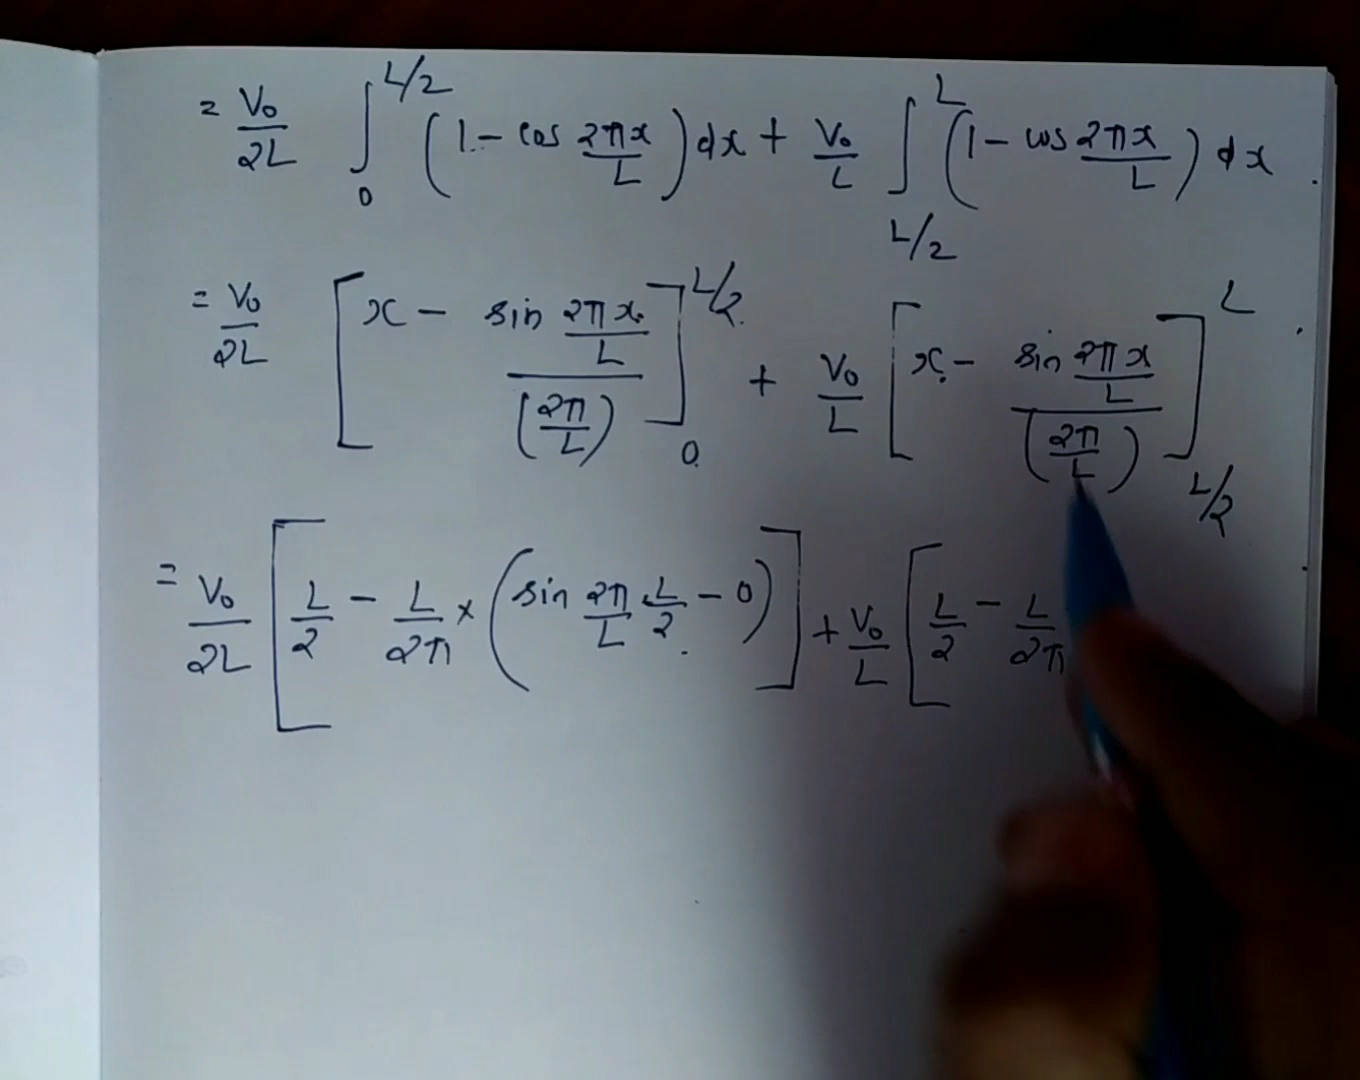 = V₀/2L ∫₀^{L/2} (1 - cos 2πx/L) dx + V₀/L ∫_{L/2}^{L} (1 - cos 2πx/L) dx
= V₀/2L [x - sin 2πx/L / (2π/L)]₀^{L/2} + V₀/L [x - sin 2πx/L / (2π/L)]_{L/2}^{L}
= V₀/2L [L/2 - L/2π × (sin 2π/L · L/2 - 0)] + V₀/L [L/2 - L/2π